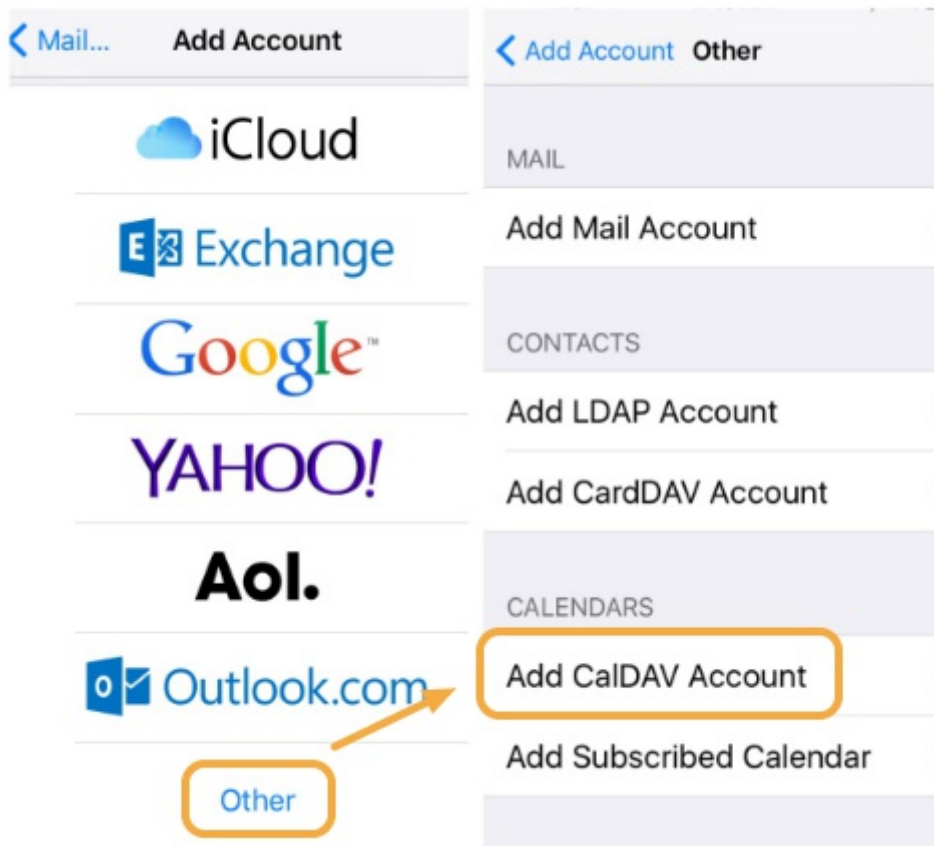 Mail...
Add Account
iCloud
Exchange
Google™
YAHOO!
Aol.
Outlook.com
Other
Add Account
Other
MAIL
Add Mail Account
CONTACTS
Add LDAP Account
Add CardDAV Account
CALENDARS
Add CalDAV Account
Add Subscribed Calendar